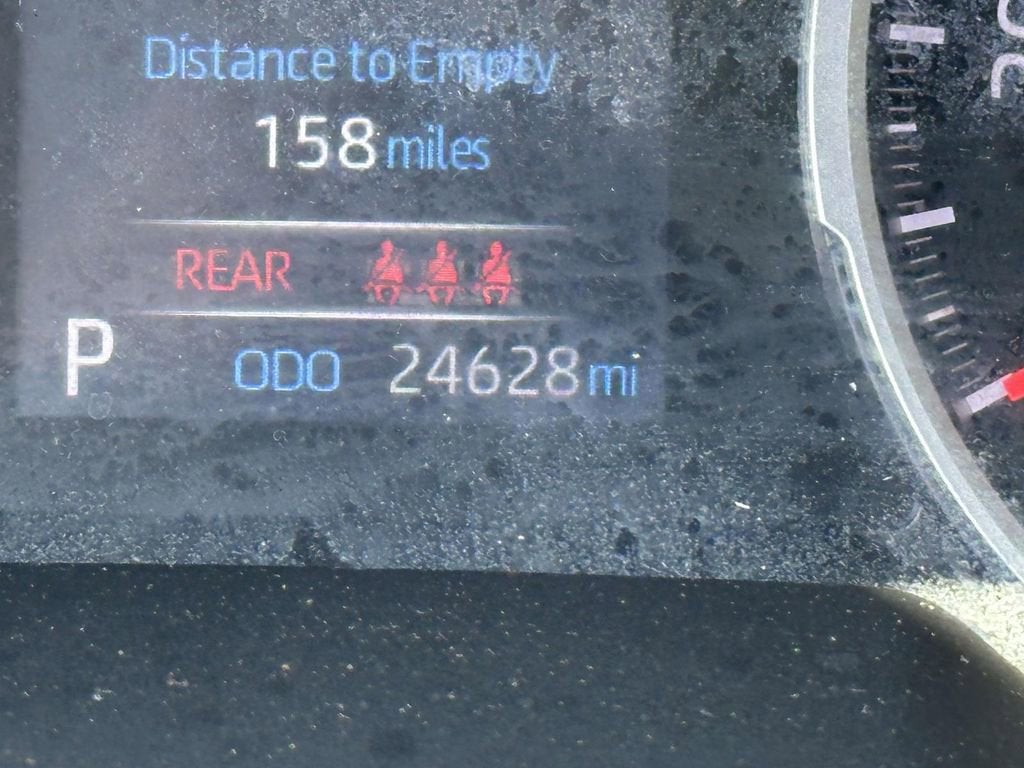 Distance to Empty
158 miles
REAR
P
ODO 24628 mi